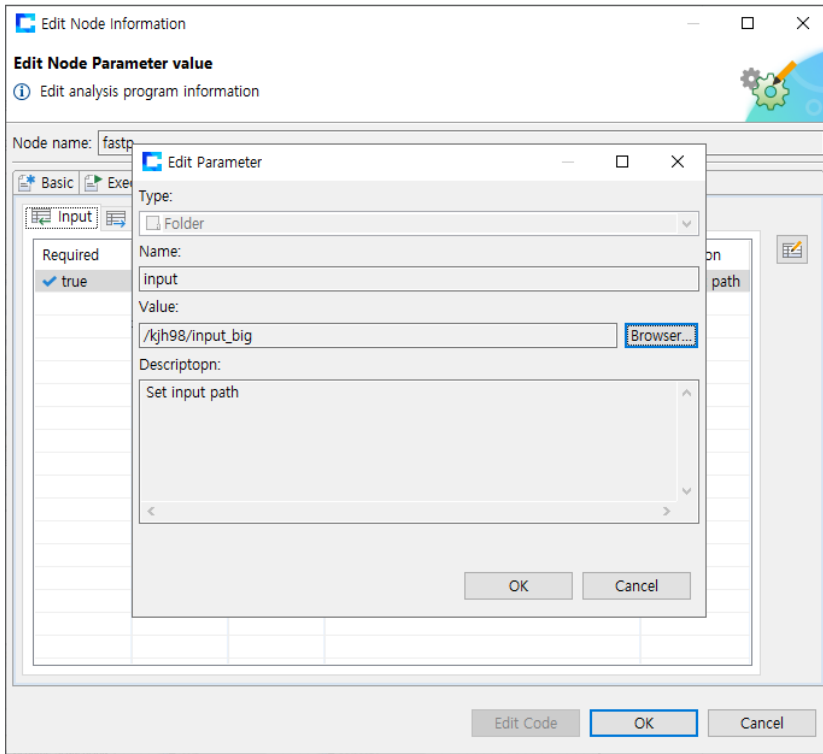 Edit Node Information
Edit Node Parameter value
Edit analysis program information
Node name: fastp
Basic
Input
Required
true
on
path
Edit Parameter
Type:
Folder
Name:
input
Value:
/kjh98/input_big
Browser...
Descriptopn:
Set input path
OK Cancel
Edit Code OK Cancel